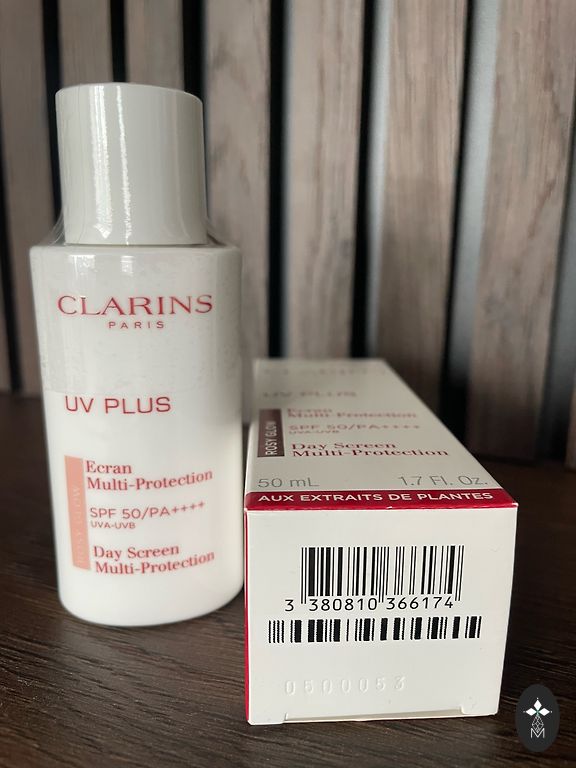 CLARINS
PARIS
UV PLUS
ROSY GLOW
Ecran
Multi-Protection
SPF 50/PA++++
UVA-UVB
Day Screen
Multi-Protection
UV PLUS
ROSY GLOW
Ecran
Multi-Protection
SPF 50/PA++++
UVA-UVB
Day Screen
Multi-Protection
50 mL 1.7 Fl. Oz.
AUX EXTRAITS DE PLANTES
3 380810 366174
0500053
M